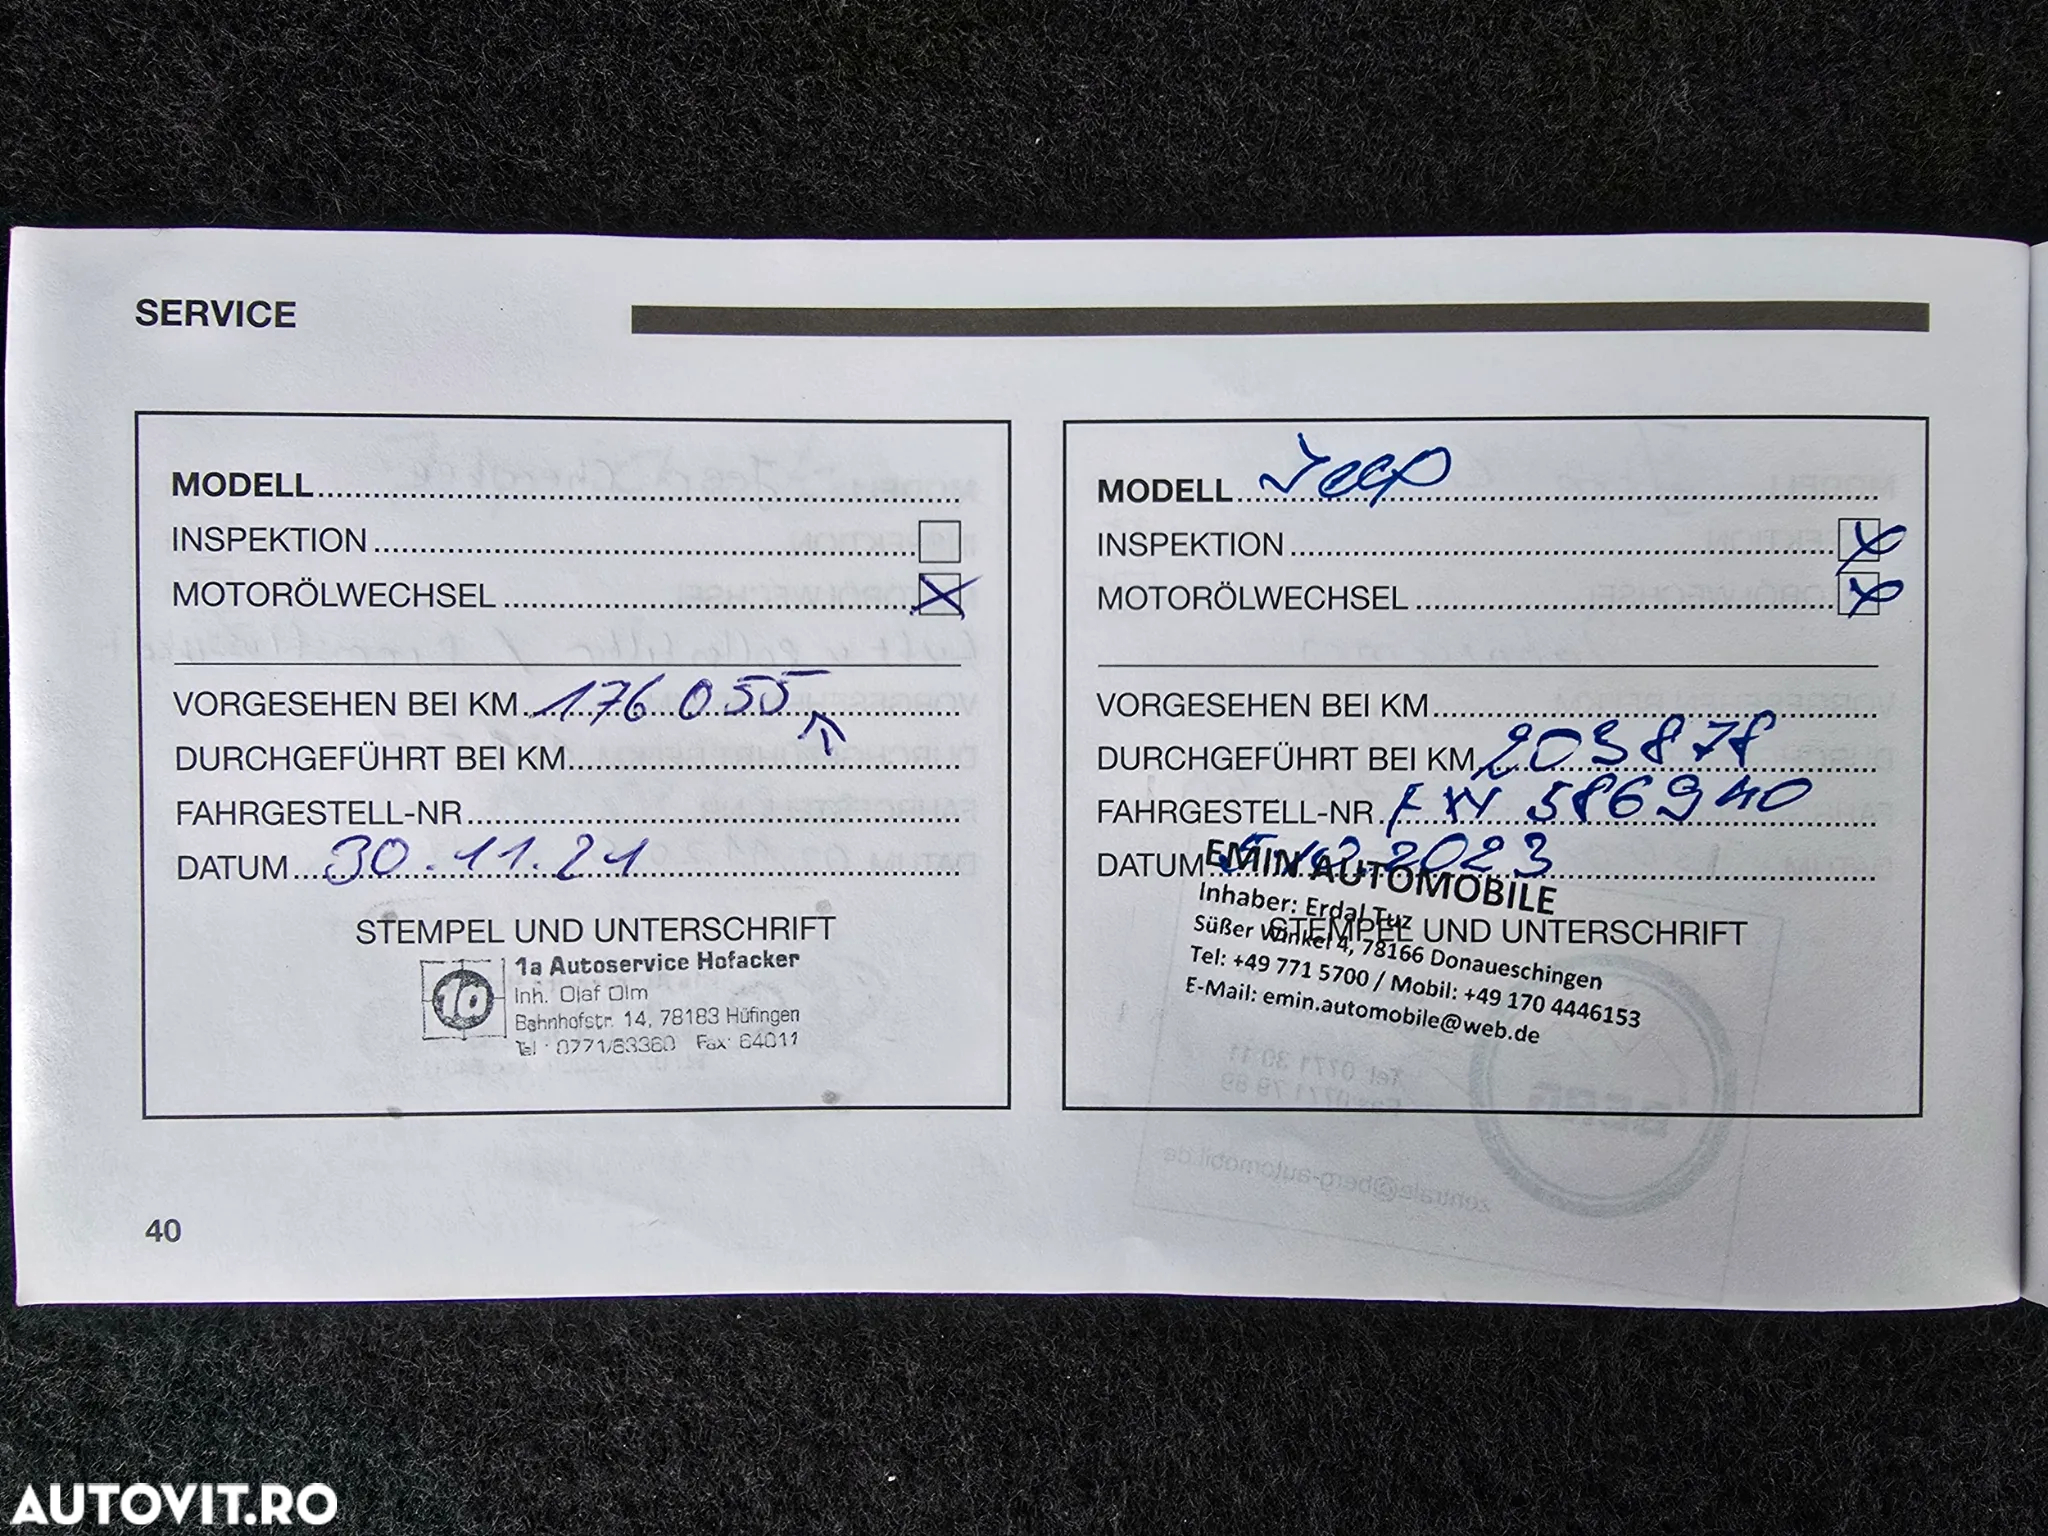 SERVICE
MODELL
INSPEKTION
MOTORÖLWECHSEL X
VORGESEHEN BEI KM 176055
DURCHGEFÜHRT BEI KM
FAHRGESTELL-NR
DATUM 30.11.21
STEMPEL UND UNTERSCHRIFT
1a
1a Autoservice Hofacker
Inh. Olaf Olm
Bahnhofstr. 14, 78183 Hüfingen
Tel.: 0771/63360 Fax: 64011
40
MODELL Jeep
INSPEKTION X
MOTORÖLWECHSEL X
VORGESEHEN BEI KM
DURCHGEFÜHRT BEI KM 203878
FAHRGESTELL-NR 586940
DATUM 2023
STEMPEL UND UNTERSCHRIFT
EMIN AUTOMOBILE
Inhaber: Erdal Tuz
Süßer Winkel 4, 78166 Donaueschingen
Tel: +49 771 5700 / Mobil: +49 170 4446153
E-Mail: emin.automobile@web.de
AUTOVIT.RO